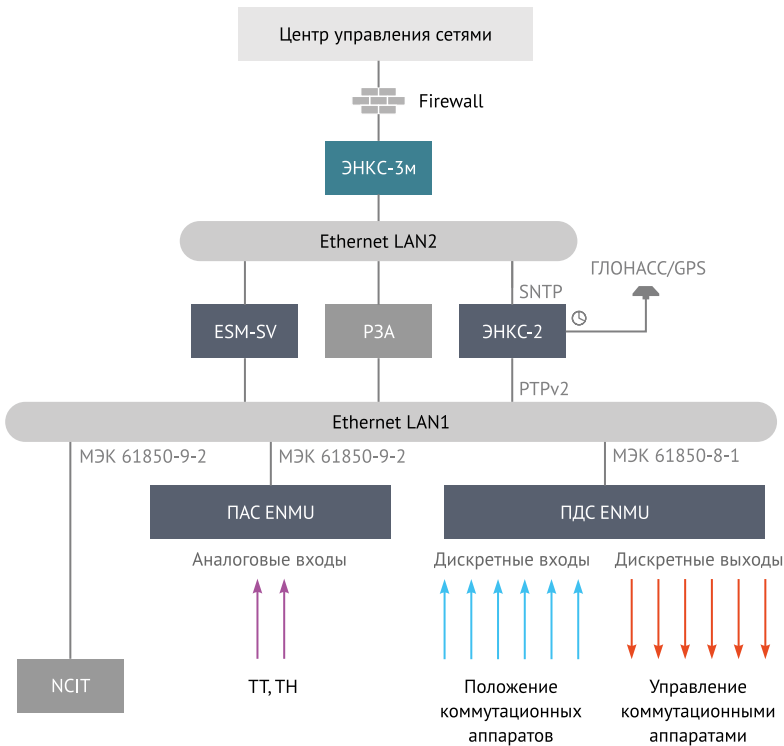 Центр управления сетями
Firewall
ЭНКС-3м
Ethernet LAN2
ГЛОНАСС/GPS
SNTP
ESM-SV
РЗА
ЭНКС-2
PTPv2
Ethernet LAN1
МЭК 61850-9-2
МЭК 61850-9-2
МЭК 61850-8-1
ПАС ENMU
ПДС ENMU
Аналоговые входы
Дискретные входы
Дискретные выходы
NCIT
ТТ, ТН
Положение
коммутационных
аппаратов
Управление
коммутационными
аппаратами